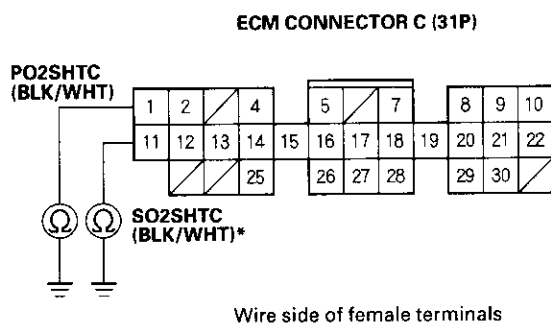 ECM CONNECTOR C (31P)
PO2SHTC
(BLK/WHT)
1 2 4 5 7 8 9 10
11 12 13 14 15 16 17 18 19 20 21 22
25 26 27 28 29 30
Ω Ω
SO2SHTC
(BLK/WHT)*
Wire side of female terminals